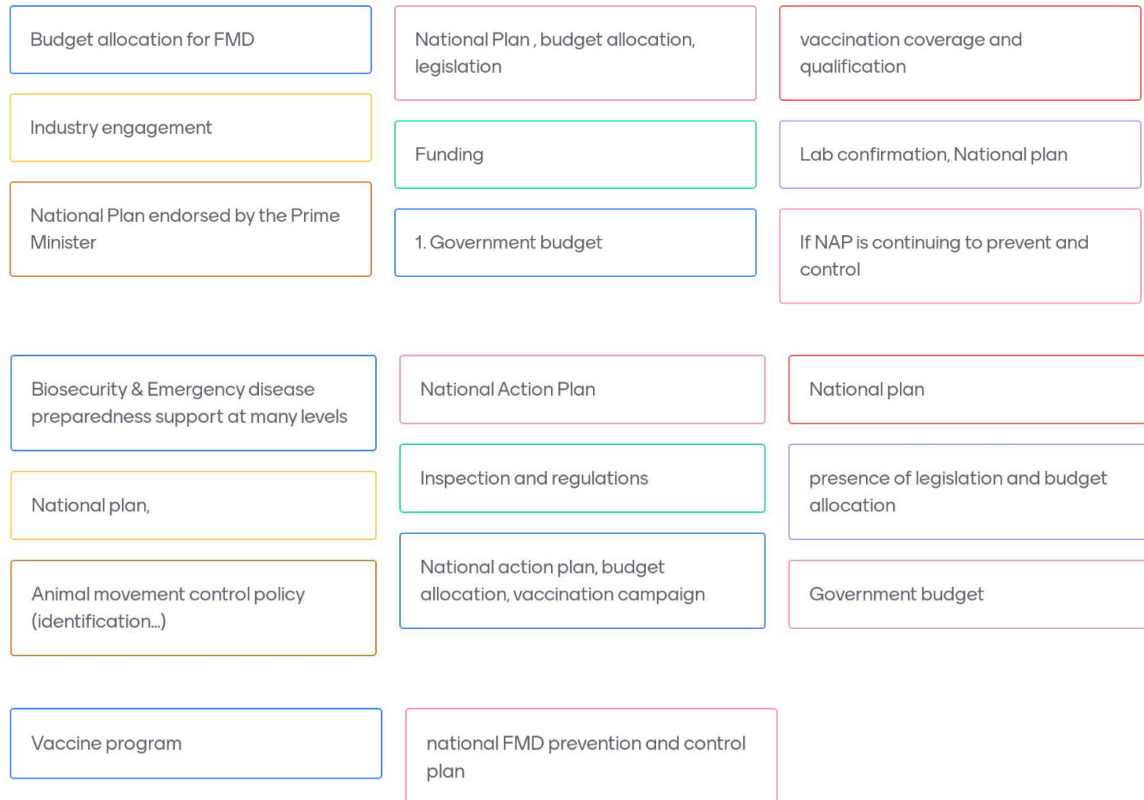 Budget allocation for FMD
Industry engagement
National Plan endorsed by the Prime
Minister
National Plan , budget allocation,
legislation
Funding
1. Government budget
vaccination coverage and
qualification
Lab confirmation, National plan
If NAP is continuing to prevent and
control
Biosecurity & Emergency disease
preparedness support at many levels
National plan,
Animal movement control policy
(identification...)
National Action Plan
Inspection and regulations
National action plan, budget
allocation, vaccination campaign
National plan
presence of legislation and budget
allocation
Government budget
Vaccine program
national FMD prevention and control
plan